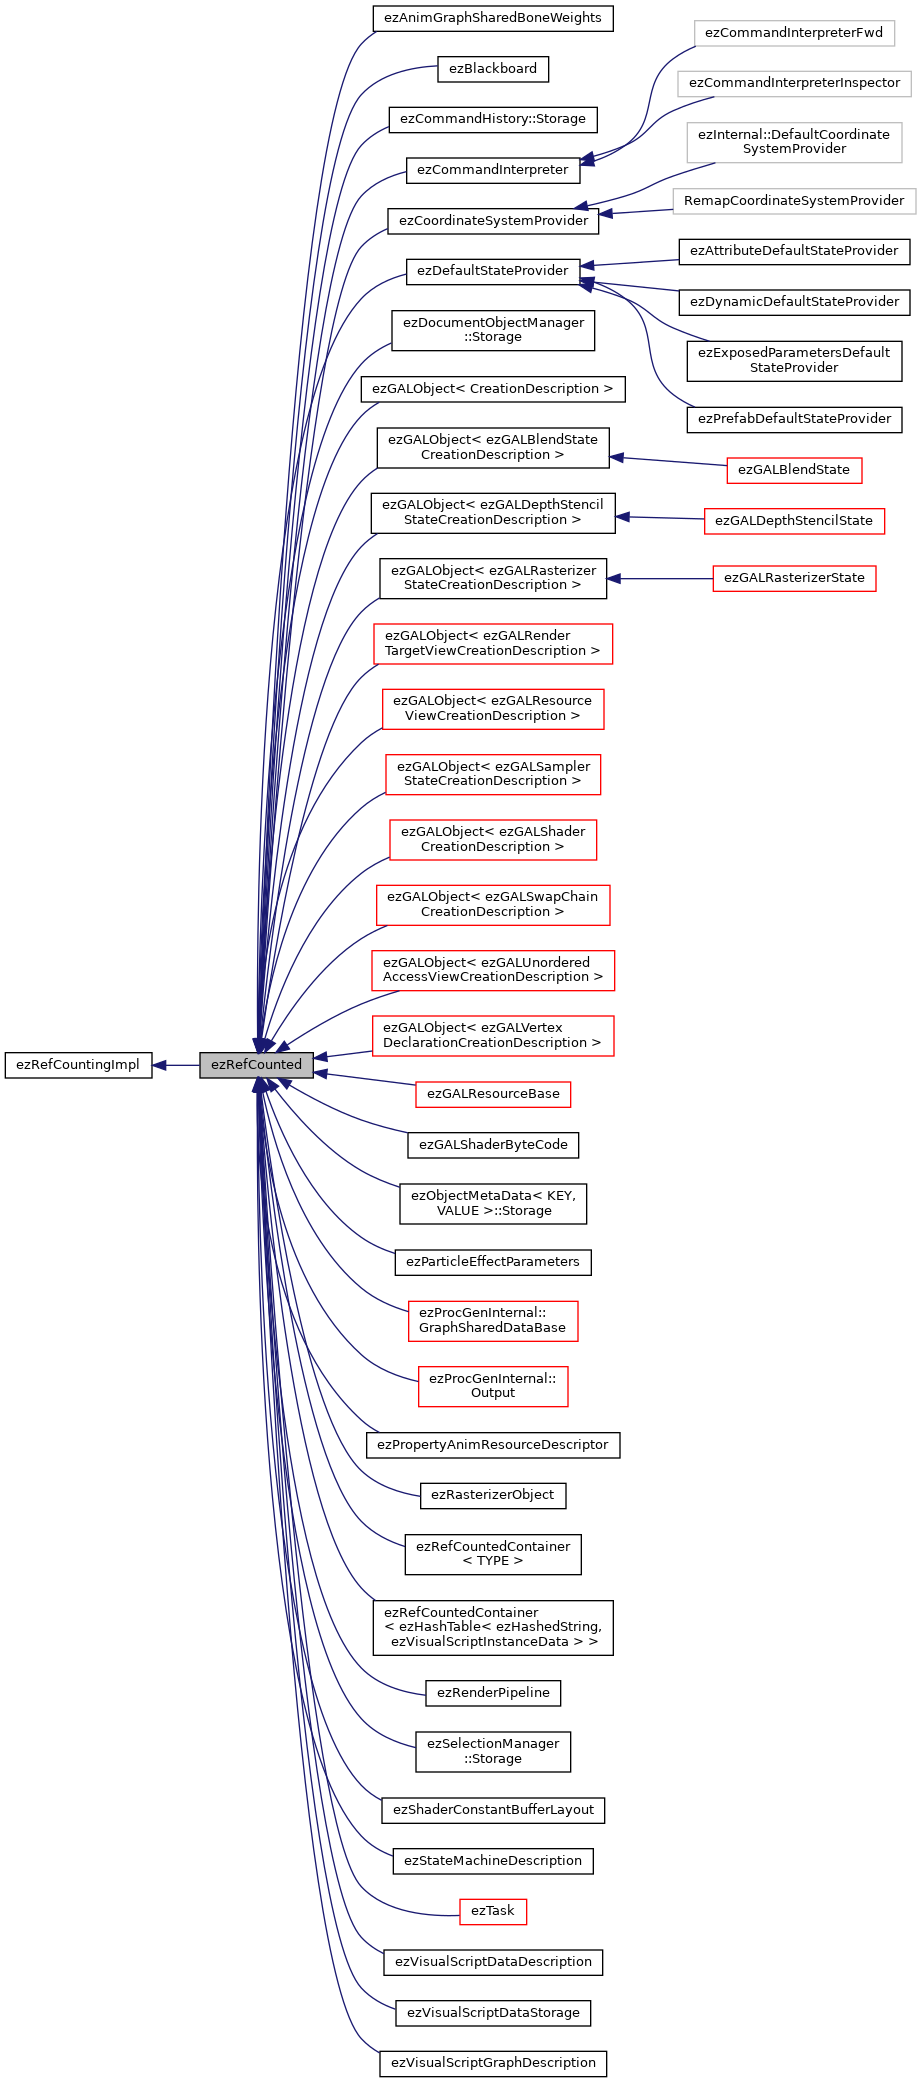 ezAnimGraphSharedBoneWeights
ezBlackboard
ezCommandHistory::Storage
ezCommandInterpreter
ezCommandInterpreterFwd
ezCommandInterpreterInspector
ezCoordinateSystemProvider
ezInternal::DefaultCoordinate
SystemProvider
RemapCoordinateSystemProvider
ezDefaultStateProvider
ezAttributeDefaultStateProvider
ezDynamicDefaultStateProvider
ezExposedParametersDefault
StateProvider
ezPrefabDefaultStateProvider
ezDocumentObjectManager
::Storage
ezGALObject< CreationDescription >
ezGALObject< ezGALBlendState
CreationDescription >
ezGALBlendState
ezGALObject< ezGALDepthStencil
StateCreationDescription >
ezGALDepthStencilState
ezGALObject< ezGALRasterizer
StateCreationDescription >
ezGALRasterizerState
ezGALObject< ezGALRender
TargetViewCreationDescription >
ezGALObject< ezGALResource
ViewCreationDescription >
ezGALObject< ezGALSampler
StateCreationDescription >
ezGALObject< ezGALShader
CreationDescription >
ezGALObject< ezGALSwapChain
CreationDescription >
ezGALObject< ezGALUnordered
AccessViewCreationDescription >
ezGALObject< ezGALVertex
DeclarationCreationDescription >
ezRefCountingImpl
ezRefCounted
ezGALResourceBase
ezGALShaderByteCode
ezObjectMetaData< KEY,
VALUE >::Storage
ezParticleEffectParameters
ezProcGenInternal::
GraphSharedDataBase
ezProcGenInternal::
Output
ezPropertyAnimResourceDescriptor
ezRasterizerObject
ezRefCountedContainer
< TYPE >
ezRefCountedContainer
< ezHashTable< ezHashedString,
ezVisualScriptInstanceData > >
ezRenderPipeline
ezSelectionManager
::Storage
ezShaderConstantBufferLayout
ezStateMachineDescription
ezTask
ezVisualScriptDataDescription
ezVisualScriptDataStorage
ezVisualScriptGraphDescription